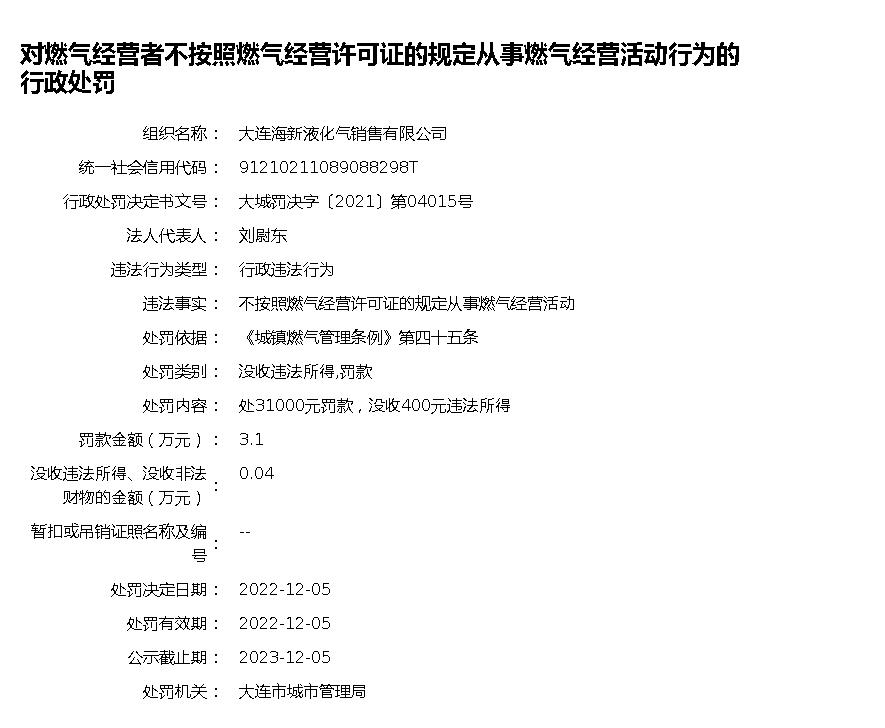 对燃气经营者不按照燃气经营许可证的规定从事燃气经营活动行为的
行政处罚
组织名称： 大连海新液化气销售有限公司
统一社会信用代码： 91210211089088298T
行政处罚决定书文号： 大城罚决字〔2021〕第04015号
法人代表人： 刘尉东
违法行为类型： 行政违法行为
违法事实： 不按照燃气经营许可证的规定从事燃气经营活动
处罚依据： 《城镇燃气管理条例》第四十五条
处罚类别： 没收违法所得,罚款
处罚内容： 处31000元罚款，没收400元违法所得
罚款金额（万元）： 3.1
没收违法所得、没收非法
财物的金额（万元）： 0.04
暂扣或吊销证照名称及编
号： --
处罚决定日期： 2022-12-05
处罚有效期： 2022-12-05
公示截止期： 2023-12-05
处罚机关： 大连市城市管理局